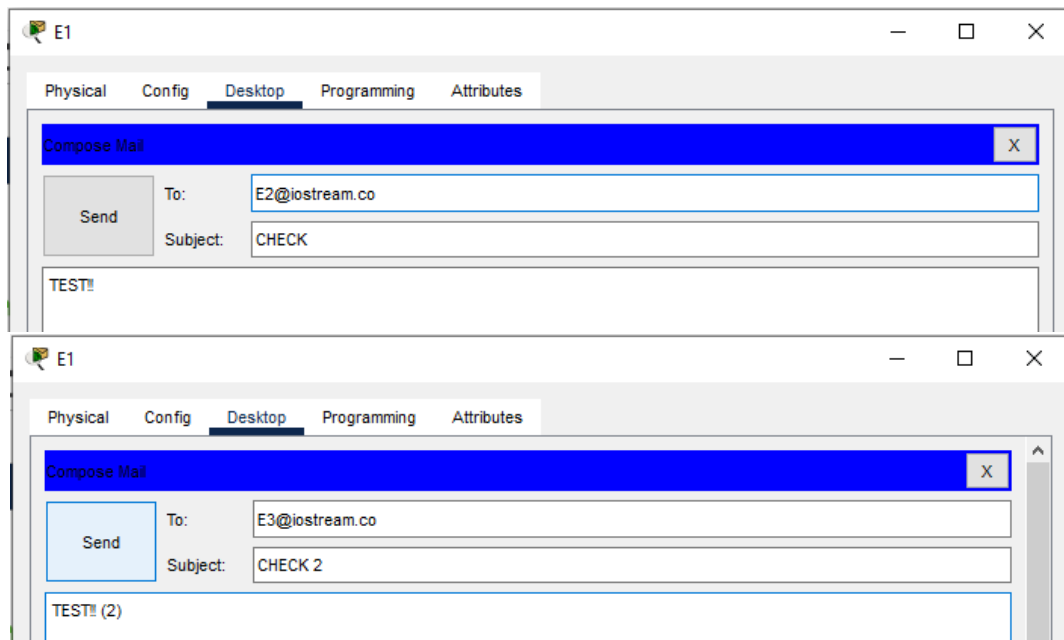 E1
Physical Config Desktop Programming Attributes
Compose Mail X
Send
To: E2@iostream.co
Subject: CHECK
TEST!!
E1
Physical Config Desktop Programming Attributes
Compose Mail X
Send
To: E3@iostream.co
Subject: CHECK 2
TEST!! (2)